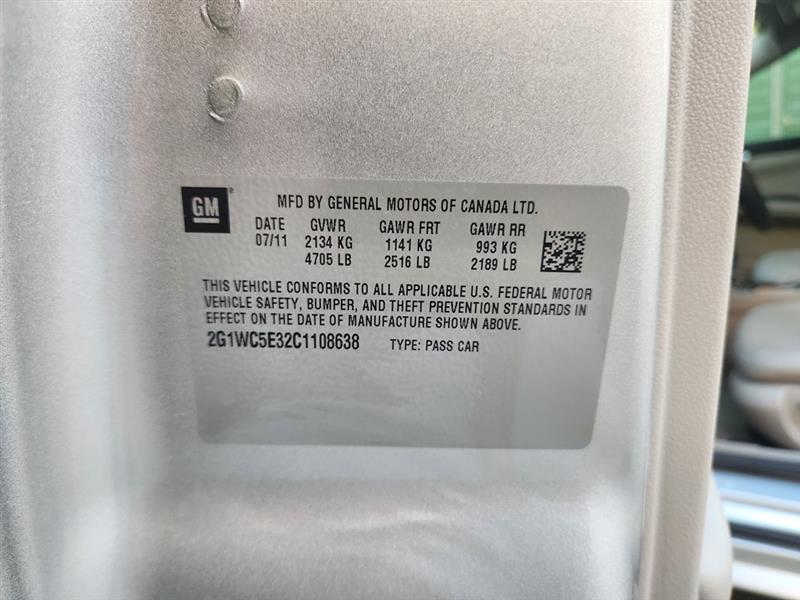 GM
MFD BY GENERAL MOTORS OF CANADA LTD.
DATE GVWR GAWR FRT GAWR RR
07/11 2134 KG 1141 KG 993 KG
4705 LB 2516 LB 2189 LB
THIS VEHICLE CONFORMS TO ALL APPLICABLE U.S. FEDERAL MOTOR
VEHICLE SAFETY, BUMPER, AND THEFT PREVENTION STANDARDS IN
EFFECT ON THE DATE OF MANUFACTURE SHOWN ABOVE.
2G1WC5E32C1108638 TYPE: PASS CAR